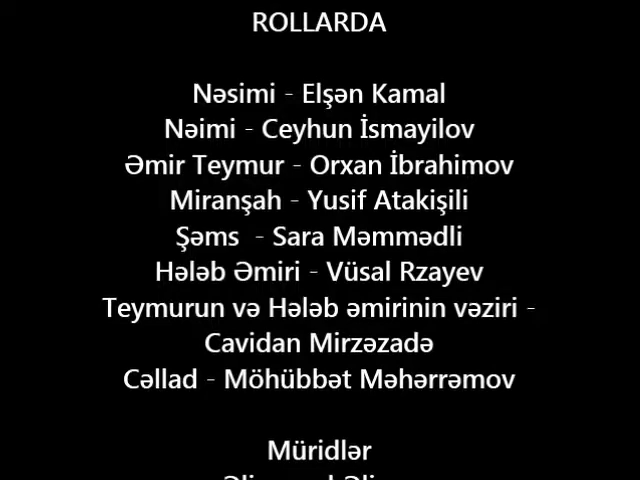 ROLLARDA
Nəsimi - Elşən Kamal
Nəimi - Ceyhun İsmayilov
Əmir Teymur - Orxan İbrahimov
Miranşah - Yusif Atakişili
Şəms - Sara Məmmədli
Hələb Əmiri - Vüsal Rzayev
Teymurun və Hələb əmirinin vəziri -
Cavidan Mirzəzadə
Cəllad - Möhübbət Məhərrəmov
Müridlər